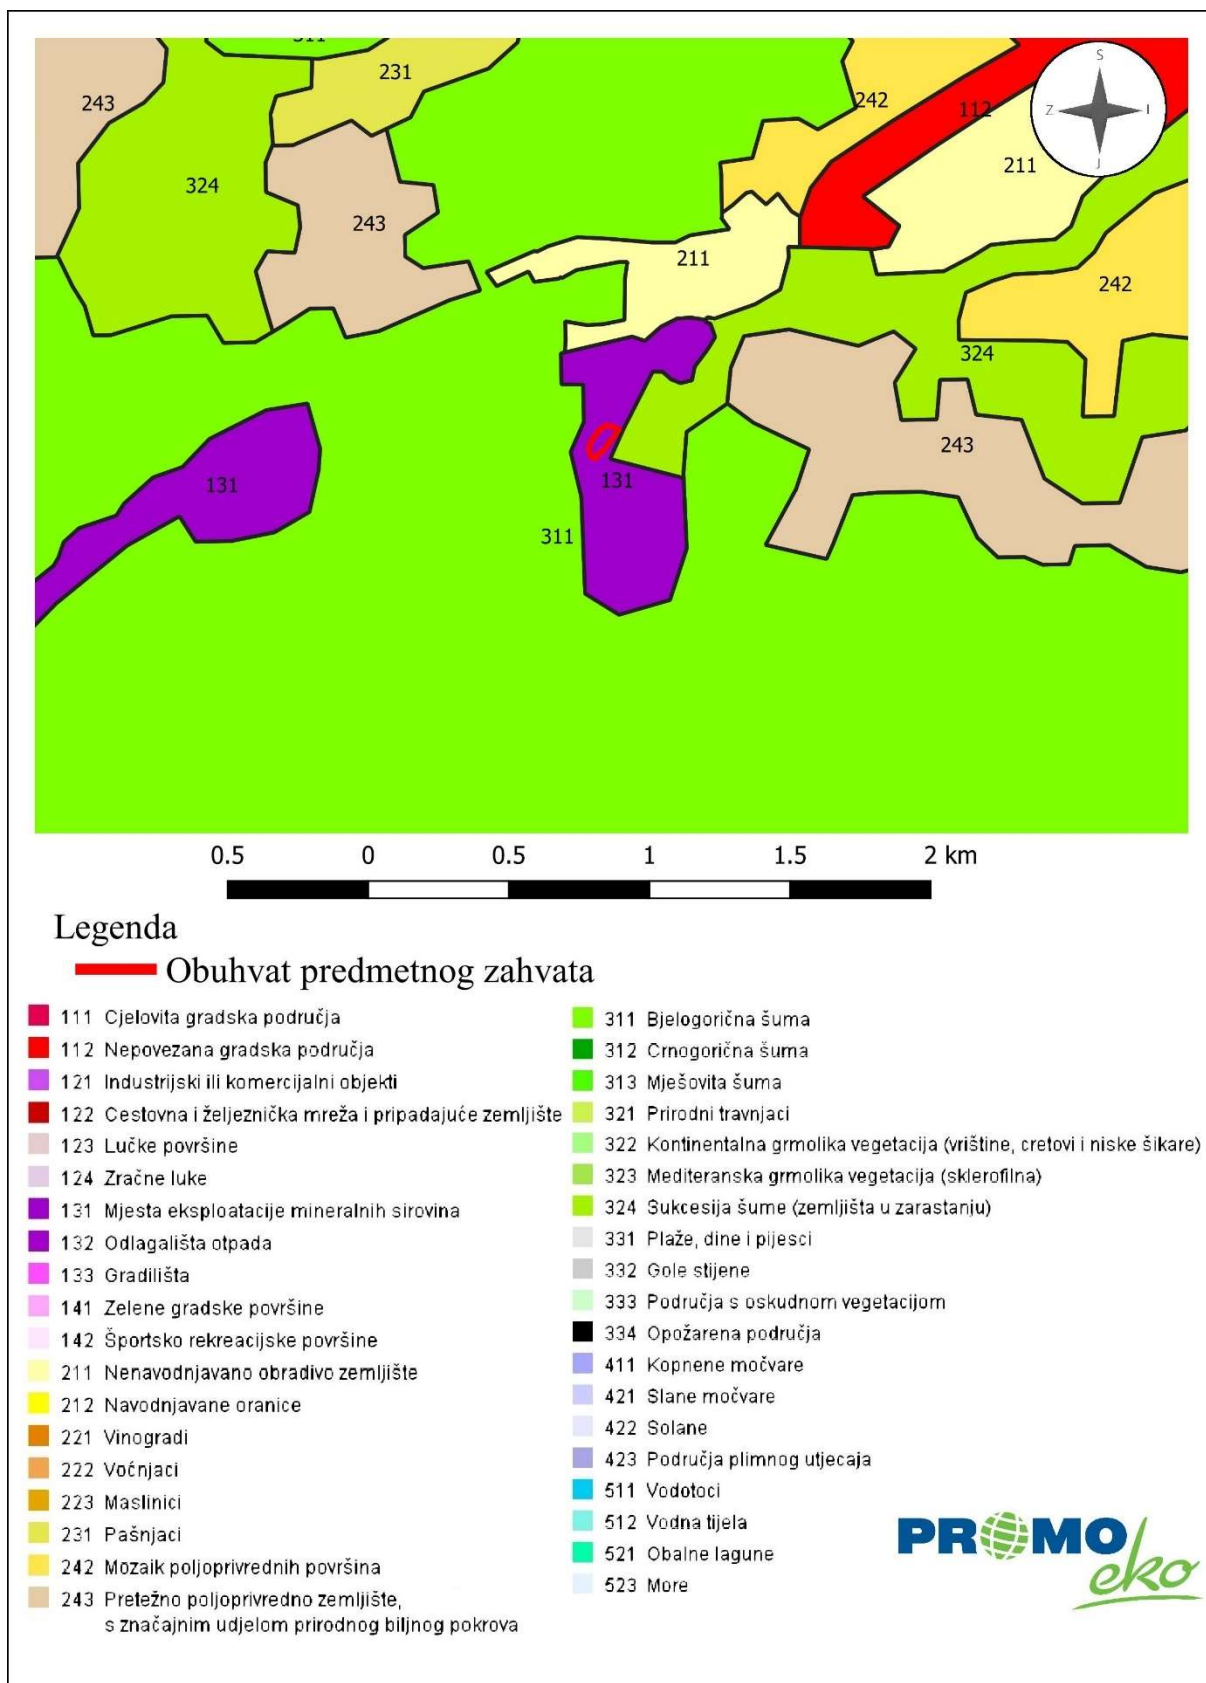 311
231
243
242
112
S
Z
I
J
211
324
243
211
242
324
243
131
131
311
0.5 0 0.5 1 1.5 2 km
Legenda
Obuhvat predmetnog zahvata
111 Cjelovita gradska područja
112 Nepovezana gradska područja
121 Industrijski ili komercijalni objekti
122 Cestovna i željeznička mreža i pripadajuće zemljište
123 Lučke površine
124 Zračne luke
131 Mjesta eksploatacije mineralnih sirovina
132 Odlagališta otpada
133 Gradilišta
141 Zelene gradske površine
142 Športsko rekreacijske površine
211 Nenavodnjavano obradivo zemljište
212 Navodnjavane oranice
221 Vinogradi
222 Voćnjaci
223 Maslinici
231 Pašnjaci
242 Mozaik poljoprivrednih površina
243 Pretežno poljoprivredno zemljište,
s značajnim udjelom prirodnog biljnog pokrova
311 Bjelogorična šuma
312 Crnogorična šuma
313 Mješovita šuma
321 Prirodni travnjaci
322 Kontinentalna grmolika vegetacija (vrištine, cretovi i niske šikare)
323 Mediteranska grmolika vegetacija (sklerofilna)
324 Sukcesija šume (zemljišta u zarastanju)
331 Plaže, dine i pijesci
332 Gole stijene
333 Područja s oskudnom vegetacijom
334 Opožarena područja
411 Kopnene močvare
421 Slane močvare
422 Solane
423 Područja plimnog utjecaja
511 Vodotoci
512 Vodna tijela
521 Obalne lagune
523 More
PROMO
eko